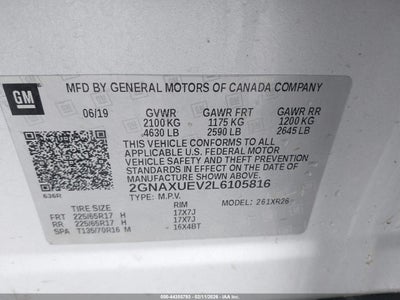 GM
MFD BY GENERAL MOTORS OF CANADA COMPANY
06/19 GVWR GAWR FRT GAWR RR
2100 KG 1175 KG 1200 KG
4630 LB 2590 LB 2645 LB
THIS VEHICLE CONFORMS TO ALL APPLICABLE U.S. FEDERAL MOTOR
VEHICLE SAFETY, BUMPER, AND THEFT PREVENTION
STANDARDS IN EFFECT ON THE DATE OF
MANUFACTURE SHOWN ABOVE.
2GNAXUEV2L6105816
TYPE: M.P.V. MODEL: 261XR26
TIRE SIZE RIM
FRT 225/65R17 H 17X7J
RR 225/65R17 H 17X7J
SPA T135/70R16 M - 16X4BT